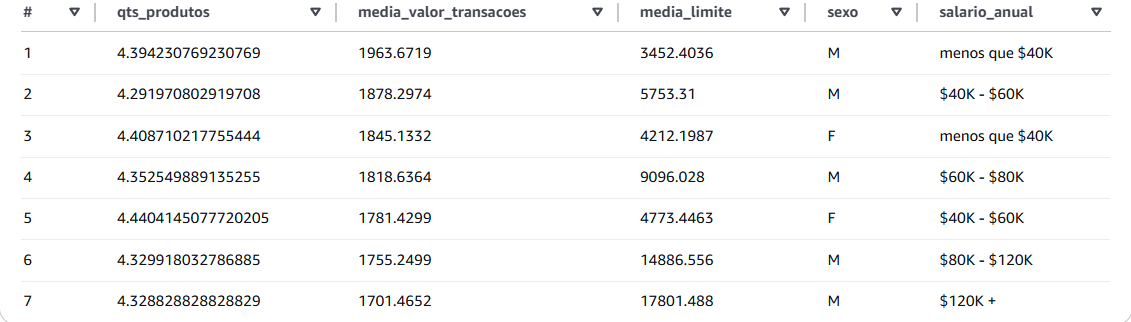 # qts_produtos media_valor_transacoes media_limite sexo salario_anual
1 4.394230769230769 1963.6719 3452.4036 M menos que $40K
2 4.291970802919708 1878.2974 5753.31 M $40K - $60K
3 4.408710217755444 1845.1332 4212.1987 F menos que $40K
4 4.352549889135255 1818.6364 9096.028 M $60K - $80K
5 4.4404145077720205 1781.4299 4773.4463 F $40K - $60K
6 4.329918032786885 1755.2499 14886.556 M $80K - $120K
7 4.328828828828829 1701.4652 17801.488 M $120K +